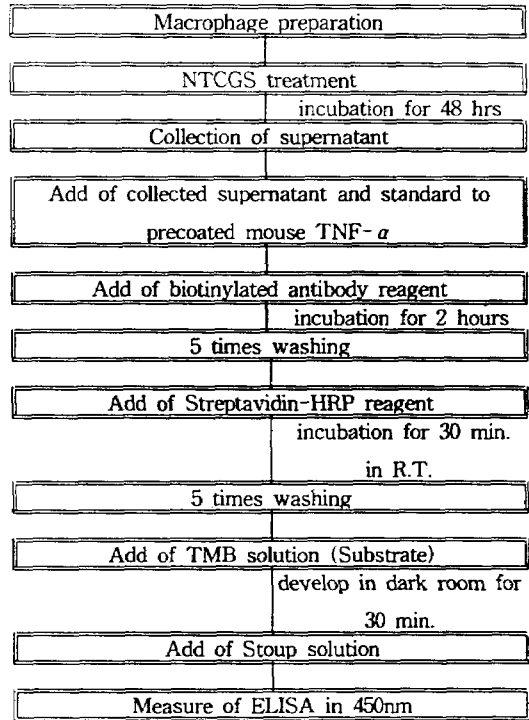 Macrophage preparation
NTCGS treatment
incubation for 48 hrs
Collection of supernatant
Add of collected supernatant and standard to
precoated mouse TNF-α
Add of biotinylated antibody reagent
incubation for 2 hours
5 times washing
Add of Streptavidin-HRP reagent
incubation for 30 min.
in R.T.
5 times washing
Add of TMB solution (Substrate)
develop in dark room for
30 min.
Add of Stoup solution
Measure of ELISA in 450nm